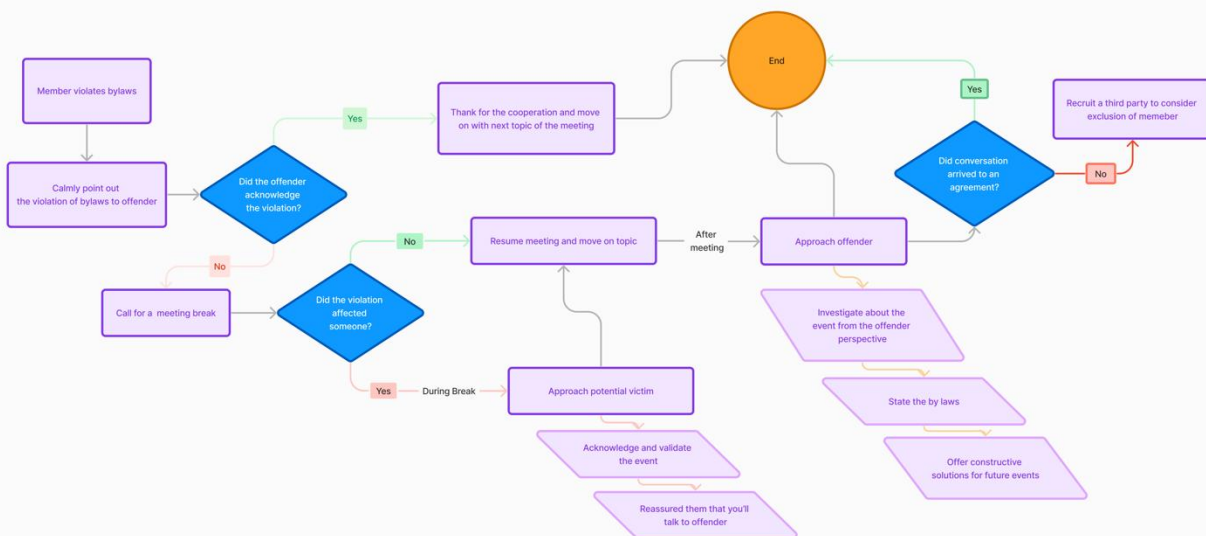 Member violates bylaws
Calmly point out
the violation of bylaws to offender
Did the offender
acknowledge
the violation?
Yes
Thank for the cooperation and move
on with next topic of the meeting
End
No
Call for a meeting break
Did the violation
affected
someone?
No
Resume meeting and move on topic
After
meeting
Approach offender
Yes
During Break
Approach potential victim
Acknowledge and validate
the event
Reassured them that you'll
talk to offender
Investigate about the
event from the offender
perspective
State the by laws
Offer constructive
solutions for future events
Did conversation
arrived to an
agreement?
Yes
No
Recruit a third party to consider
exclusion of memeber